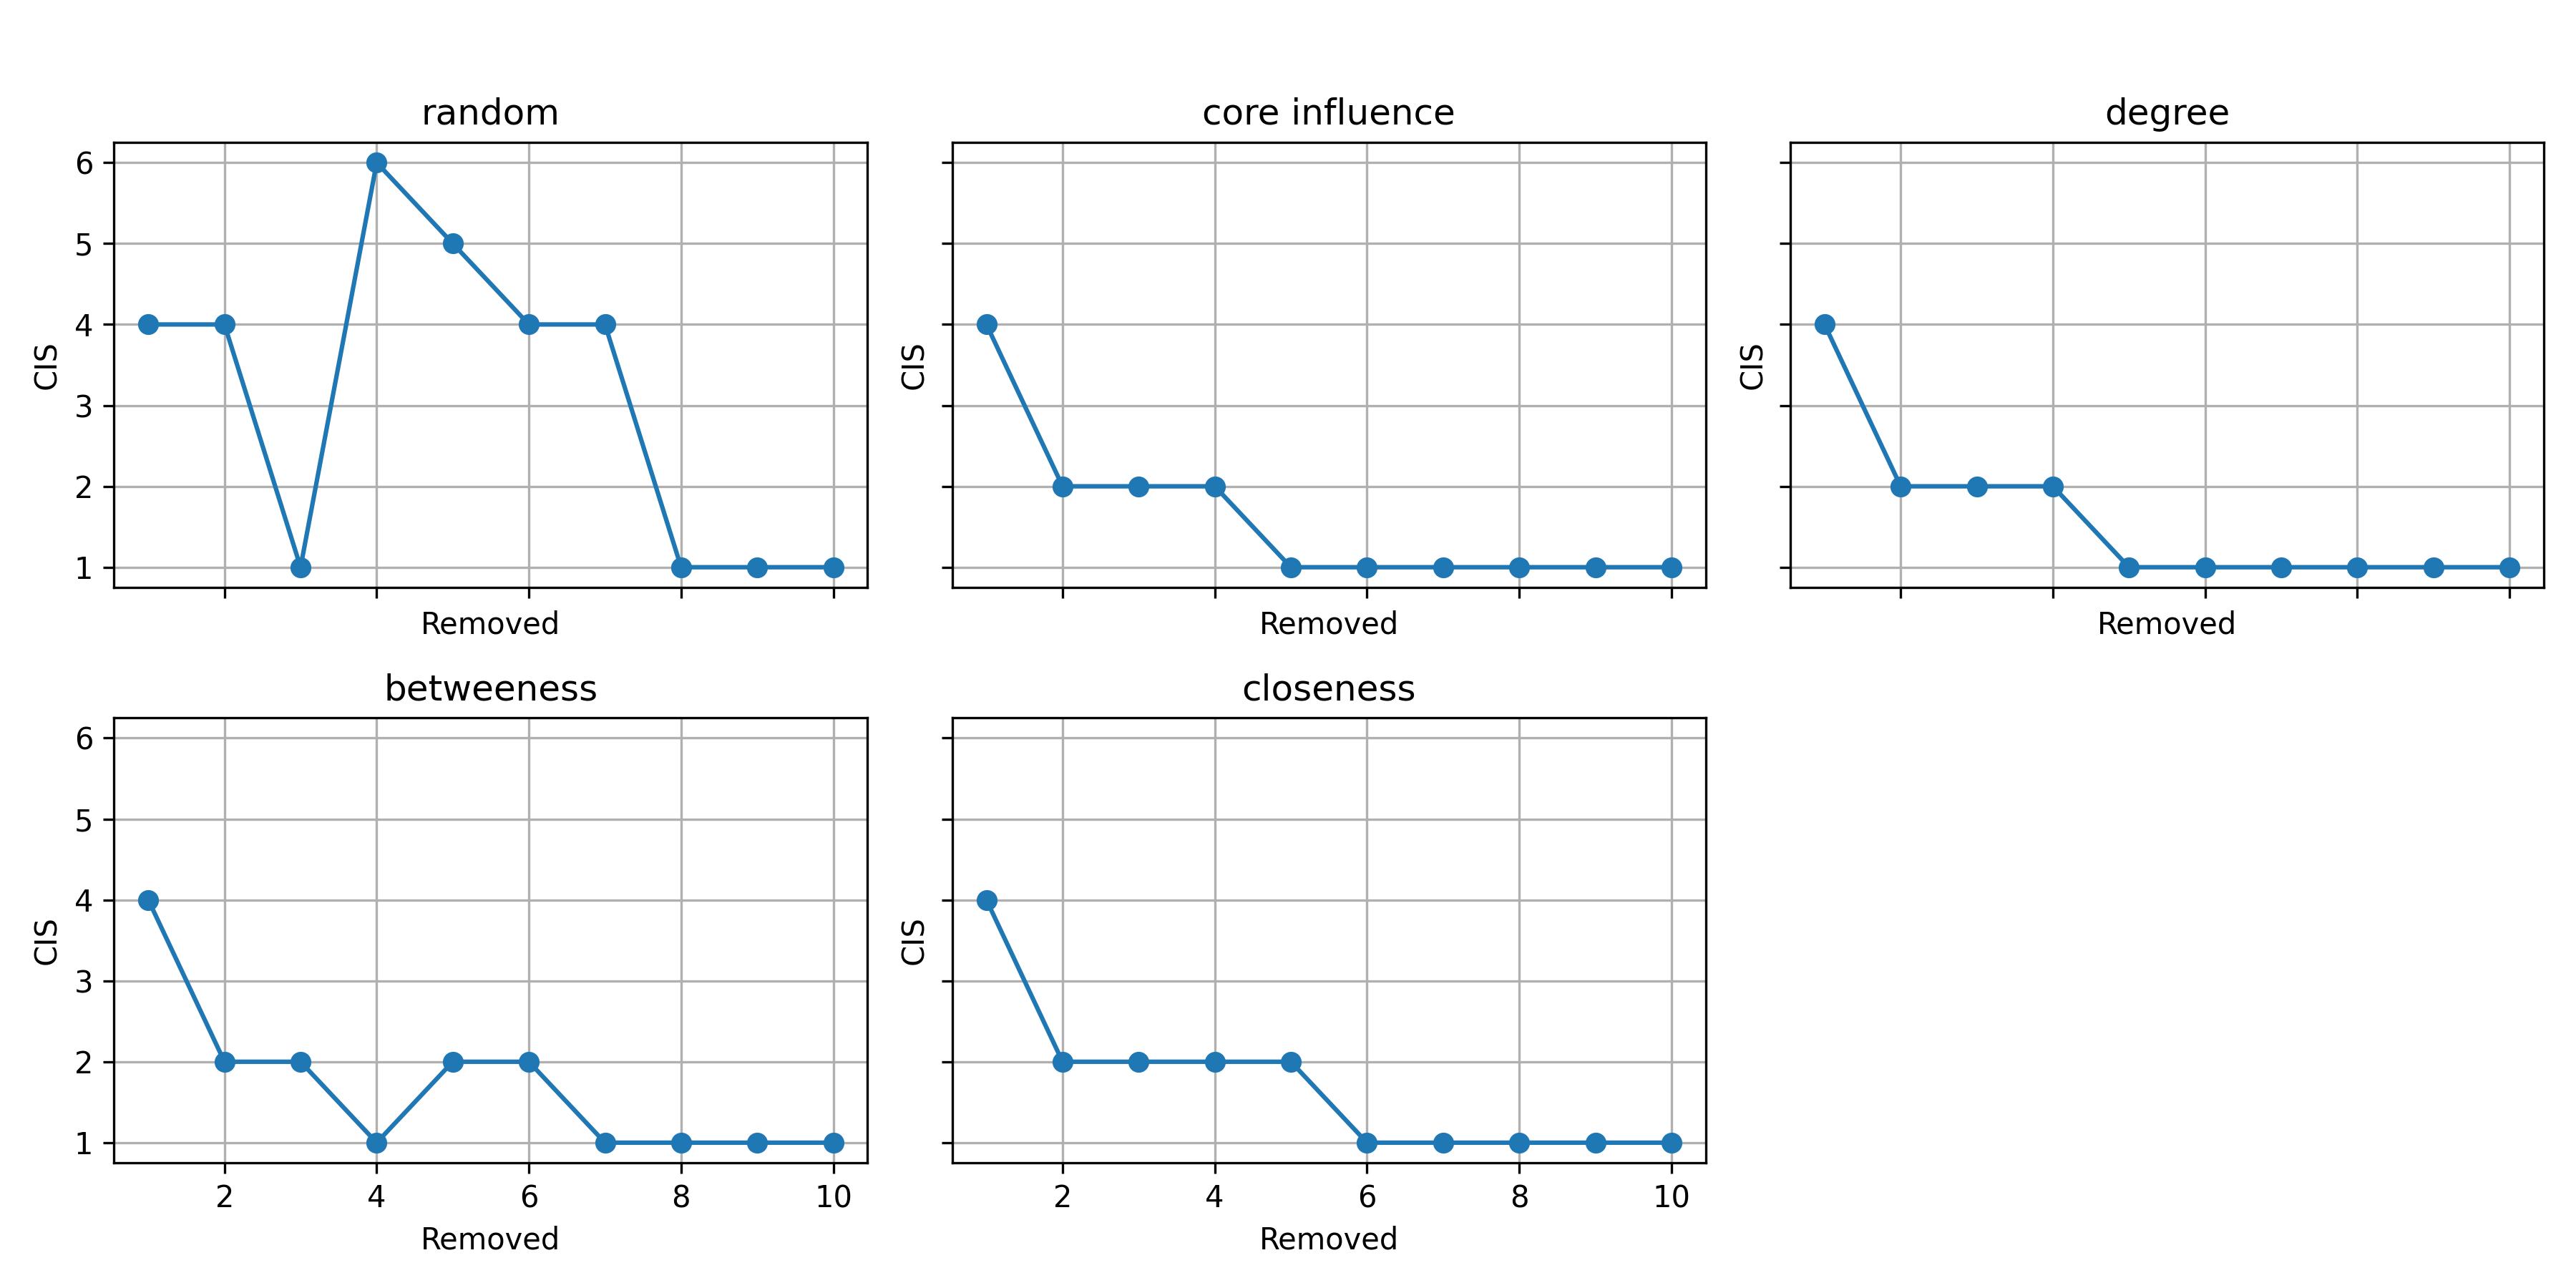 random
core influence
degree
6
5
4
3
2
1
CIS
CIS
CIS
Removed
Removed
Removed
betweeness
closeness
6
5
4
3
2
1
CIS
CIS
2 4 6 8 10
2 4 6 8 10
Removed
Removed